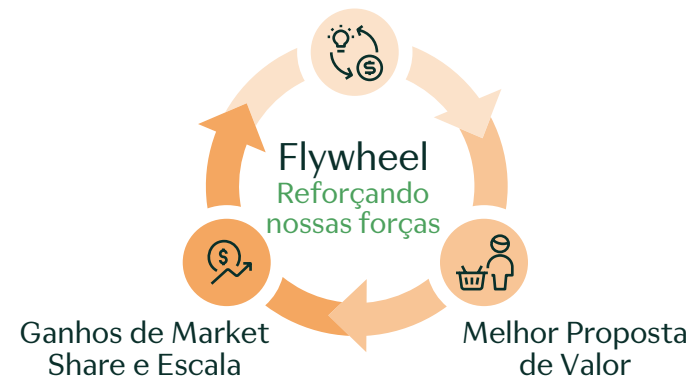 Flywheel
Reforçando
nossas forças
Ganhos de Market
Share e Escala
Melhor Proposta
de Valor